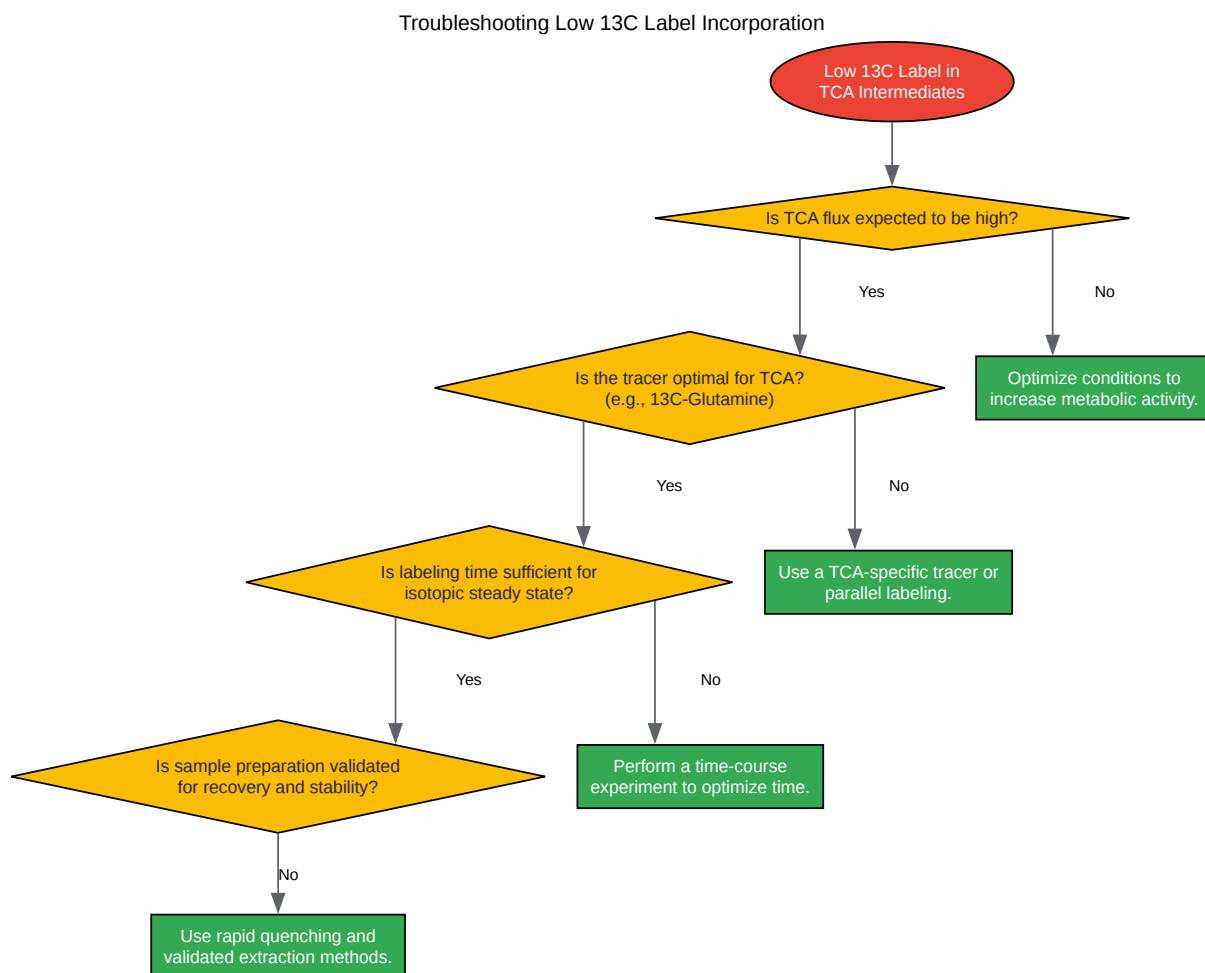 Troubleshooting Low 13C Label Incorporation
Low 13C Label in
TCA Intermediates
Is TCA flux expected to be high?
Yes
No
Is the tracer optimal for TCA?
(e.g., 13C-Glutamine)
Optimize conditions to
increase metabolic activity.
Yes
No
Is labeling time sufficient for
isotopic steady state?
Use a TCA-specific tracer or
parallel labeling.
Yes
No
Is sample preparation validated
for recovery and stability?
Perform a time-course
experiment to optimize time.
No
Use rapid quenching and
validated extraction methods.